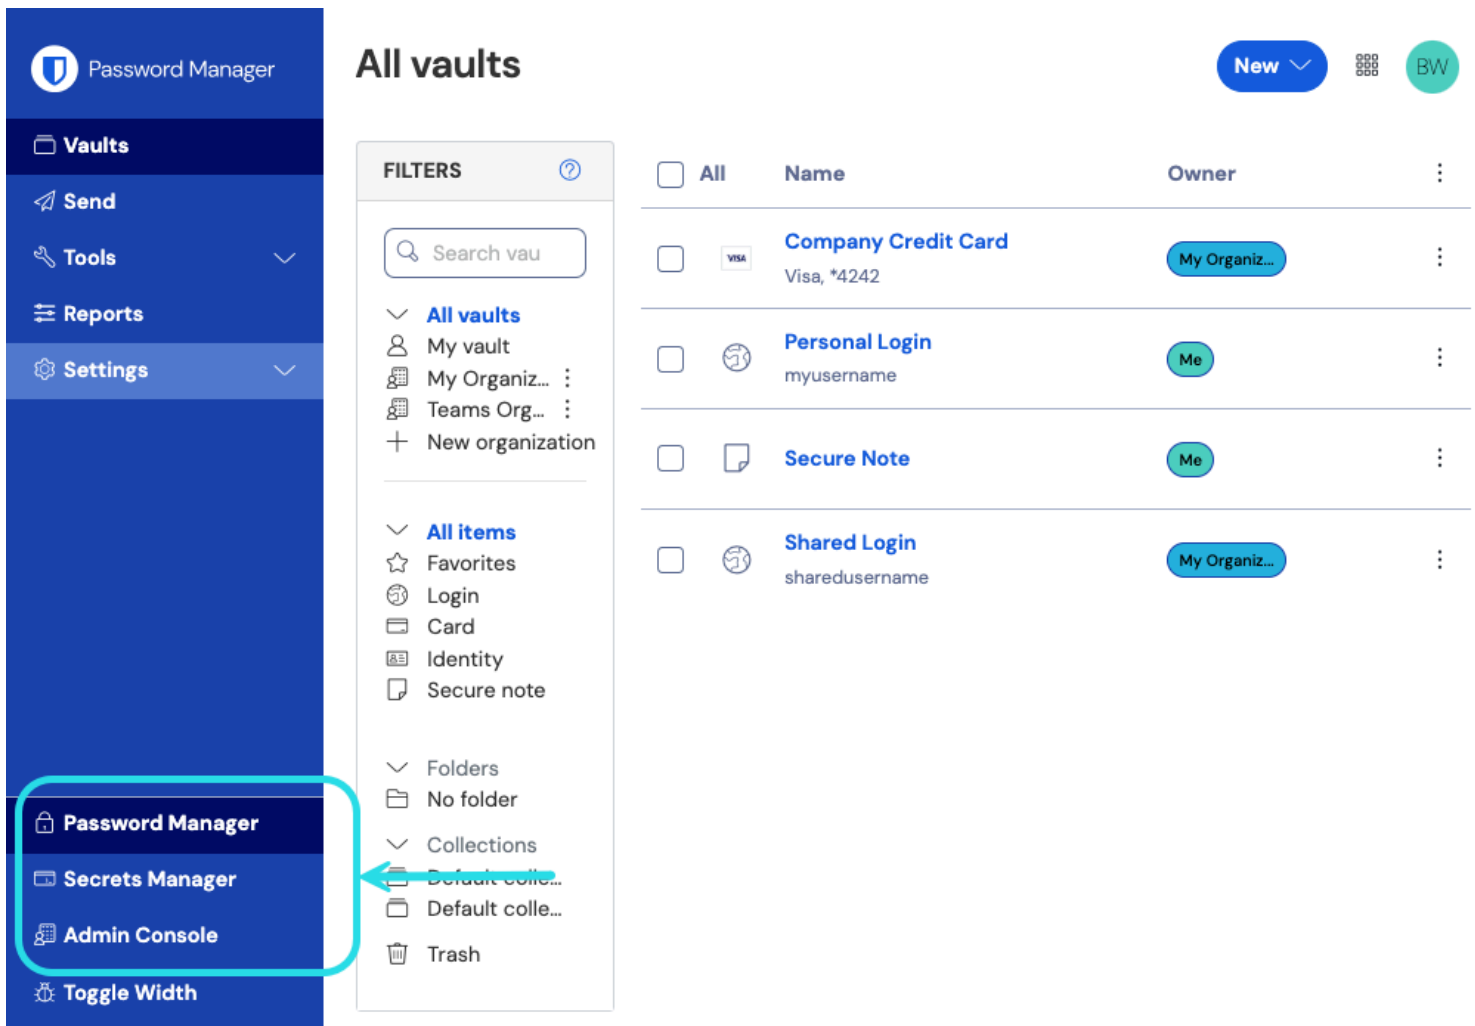 Password Manager
Vaults
Send
Tools
Reports
Settings
Password Manager
Secrets Manager
Admin Console
Toggle Width
All vaults
New
BW
FILTERS
Search vau
All vaults
My vault
My Organiz...
Teams Org...
New organization
All items
Favorites
Login
Card
Identity
Secure note
Folders
No folder
Collections
Default colle...
Default colle...
Trash
All Name Owner
VISA
Company Credit Card
Visa, *4242
My Organiz...
Personal Login
myusername
Me
Secure Note
Me
Shared Login
sharedusername
My Organiz...